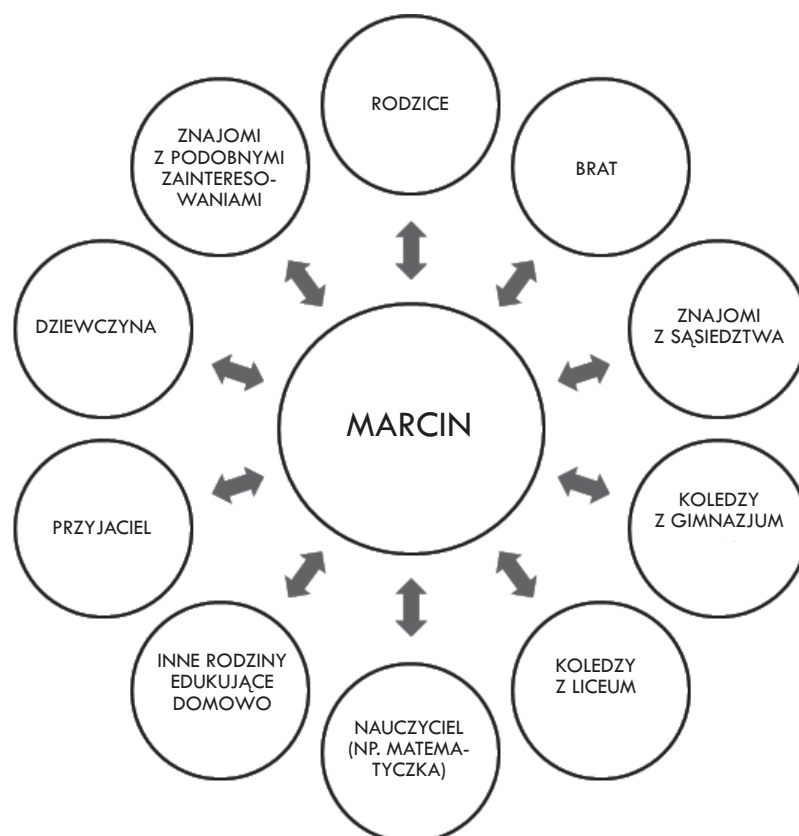 RODZICE
BRAT
ZNAJOMI
Z SĄSIEDZTWA
KOLEDZY
Z GIMNAZJUM
KOLEDZY
Z LICEUM
NAUCZYCIEL
(NP. MATEMA-
TYCZKA)
INNE RODZINY
EDUKUJĄCE
DOMOWO
PRZYJACIEL
DZIEWCZYNA
ZNAJOMI
Z PODOBNYMI
ZAINTERESO-
WANIAMI
MARCIN